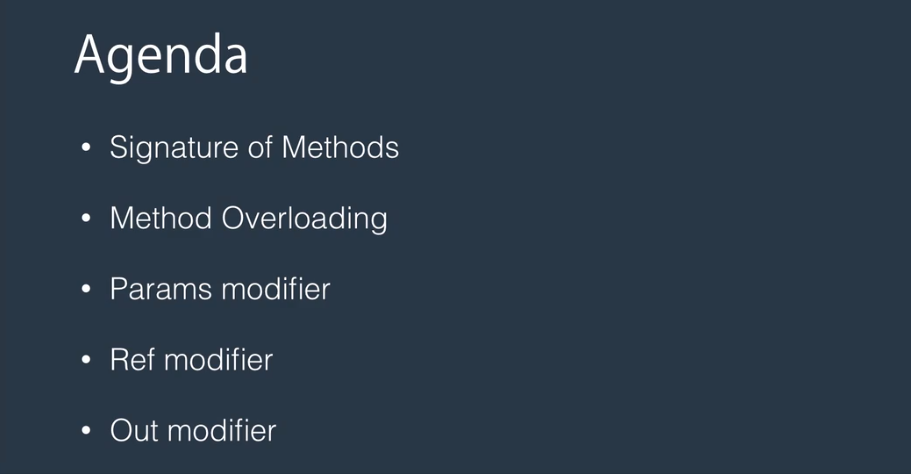 Agenda
• Signature of Methods
• Method Overloading
• Params modifier
• Ref modifier
• Out modifier